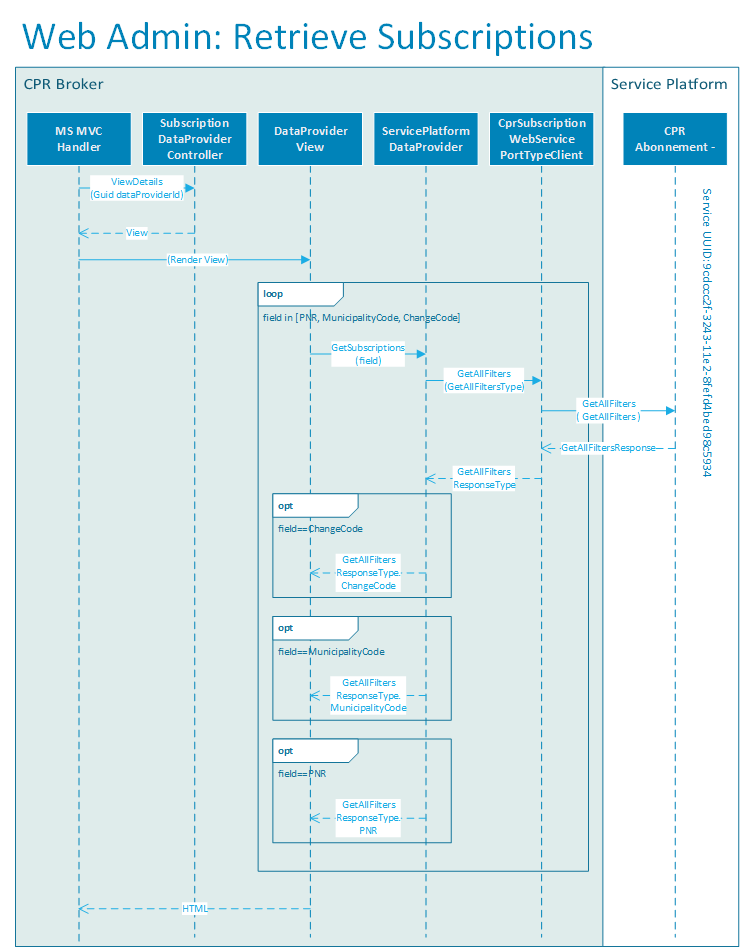 Web Admin: Retrieve Subscriptions
CPR Broker
Service Platform
MS MVC
Handler
Subscription
DataProvider
Controller
DataProvider
View
ServicePlatform
DataProvider
CprSubscription
WebService
PortTypeClient
CPR
Abonnement -
ViewDetails
(Guid dataProviderId)
View
(Render View)
Service UUID:9cdccc2f-3243-11e2-8fefd4bed98c5934
loop
field in [PNR, MunicipalityCode, ChangeCode]
GetSubscriptions
(field)
GetAllFilters
(GetAllFiltersType)
GetAllFilters
( GetAllFilters )
GetAllFiltersResponse
GetAllFilters
ResponseType
opt
field==ChangeCode
GetAllFilters
ResponseType.
ChangeCode
opt
field==MunicipalityCode
GetAllFilters
ResponseType.
MunicipalityCode
opt
field==PNR
GetAllFilters
ResponseType.
PNR
HTML